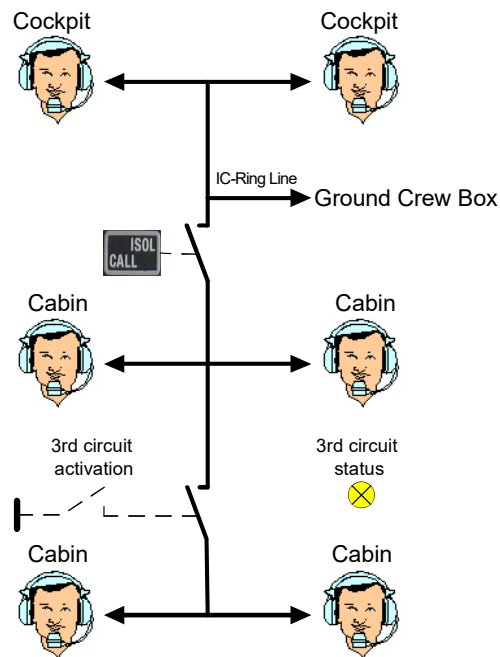 Cockpit
Cockpit
IC-Ring Line
Ground Crew Box
ISOL
CALL
Cabin
Cabin
3rd circuit
activation
3rd circuit
status
Cabin
Cabin